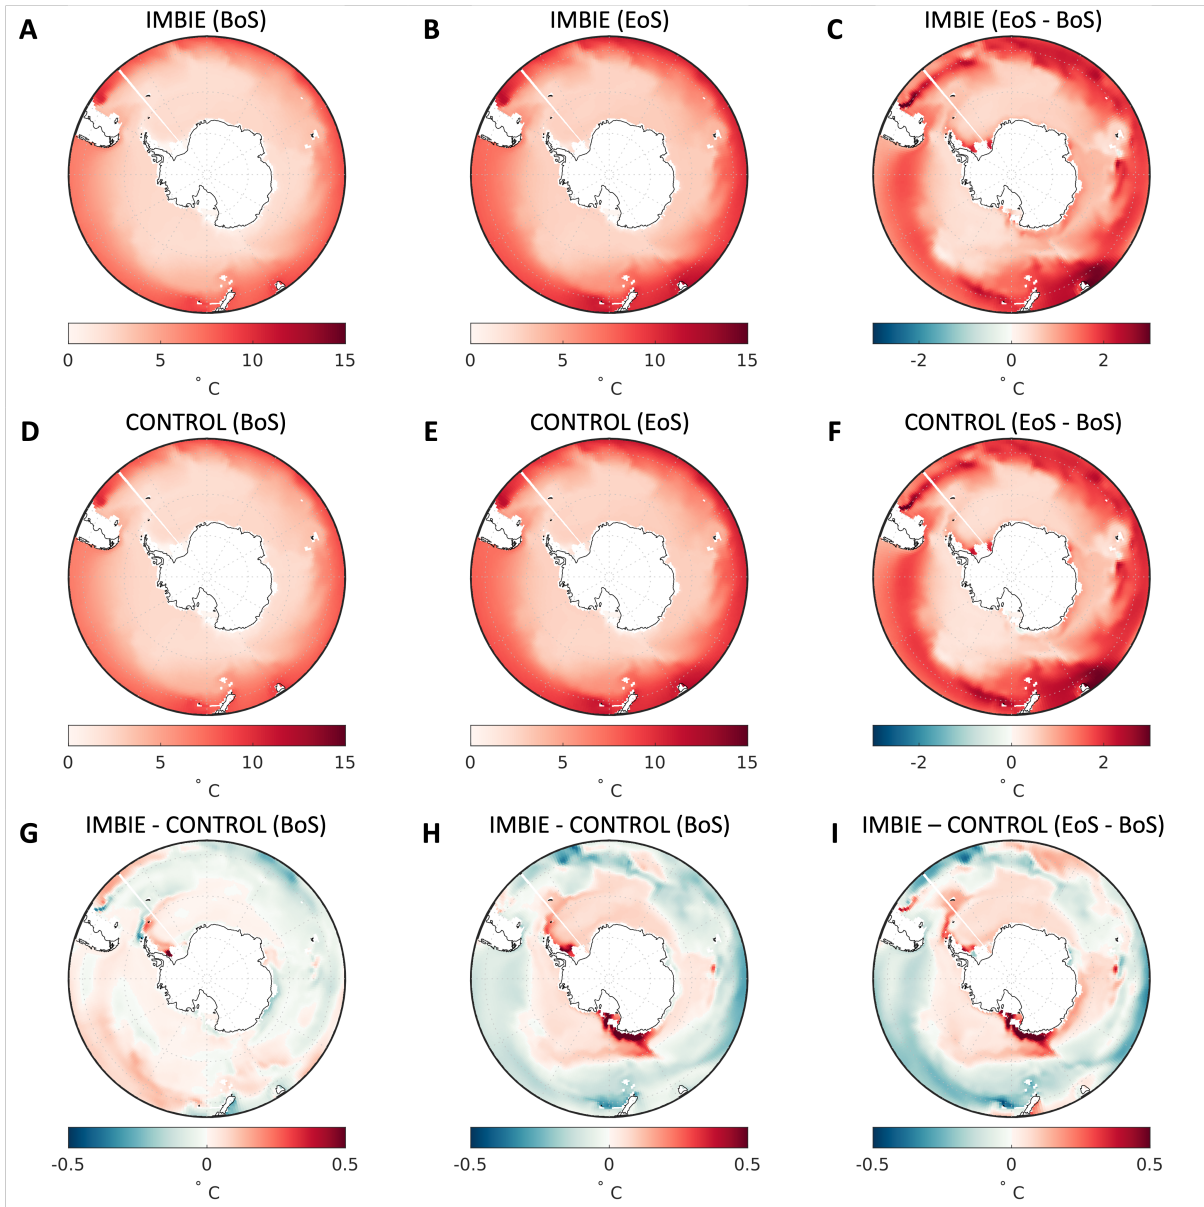 A IMBIE (BoS)
B IMBIE (EoS)
C IMBIE (EoS - BoS)
0 5 10 15
° C
0 5 10 15
° C
-2 0 2
° C
D CONTROL (BoS)
E CONTROL (EoS)
F CONTROL (EoS - BoS)
0 5 10 15
° C
0 5 10 15
° C
-2 0 2
° C
G IMBIE - CONTROL (BoS)
H IMBIE - CONTROL (BoS)
I IMBIE – CONTROL (EoS - BoS)
-0.5 0 0.5
° C
-0.5 0 0.5
° C
-0.5 0 0.5
° C